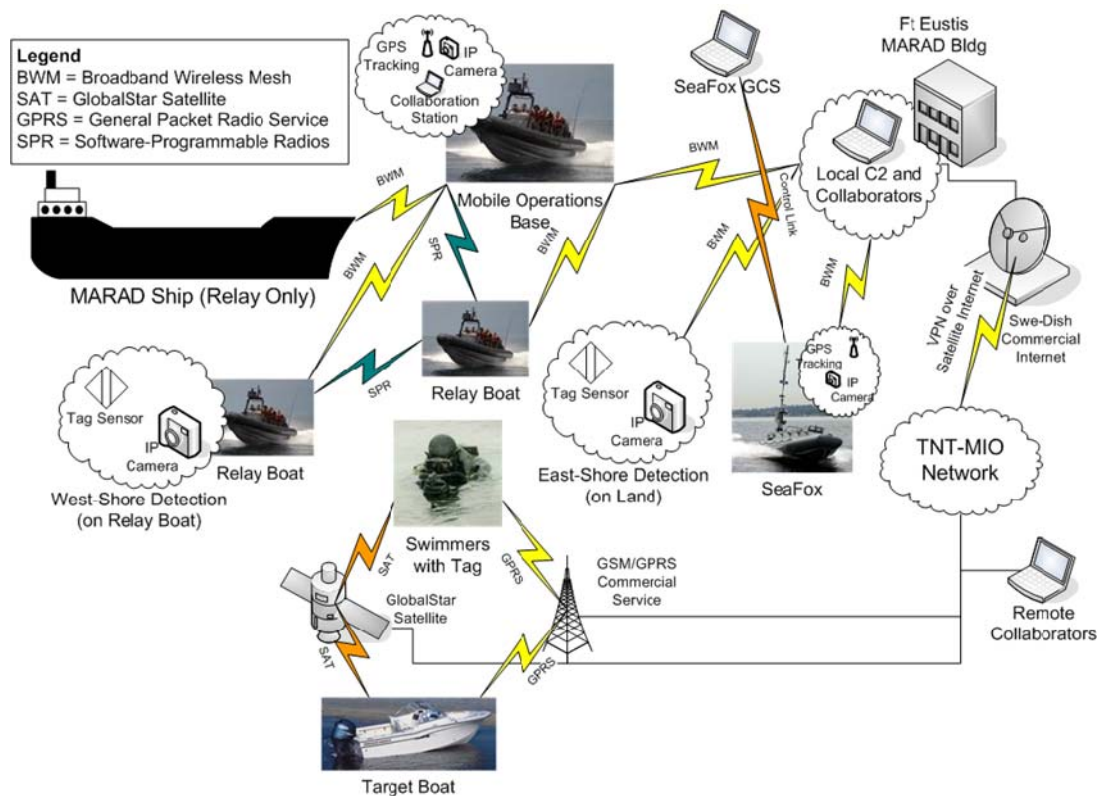 Legend
BWM = Broadband Wireless Mesh
SAT = GlobalStar Satellite
GPRS = General Packet Radio Service
SPR = Software-Programmable Radios
GPS
Tracking
IP
Camera
Collaboration
Station
Mobile Operations
Base
SeaFox GCS
Ft Eustis
MARAD Bldg
Local C2 and
Collaborators
BWM
BWM
Control Link
BWM
SPR
BWM
BWM
BWM
MARAD Ship (Relay Only)
VPN over
Satellite Internet
Swe-Dish
Commercial
Internet
Tag Sensor
IP
Camera
Relay Boat
West-Shore Detection
(on Relay Boat)
SPR
Relay Boat
Tag Sensor
IP
Camera
East-Shore Detection
(on Land)
GPS
Tracking
IP
Camera
SeaFox
TNT-MIO
Network
Swimmers
with Tag
SAT
GPRS
GSM/GPRS
Commercial
Service
GlobalStar
Satellite
SAT
GPRS
Remote
Collaborators
Target Boat